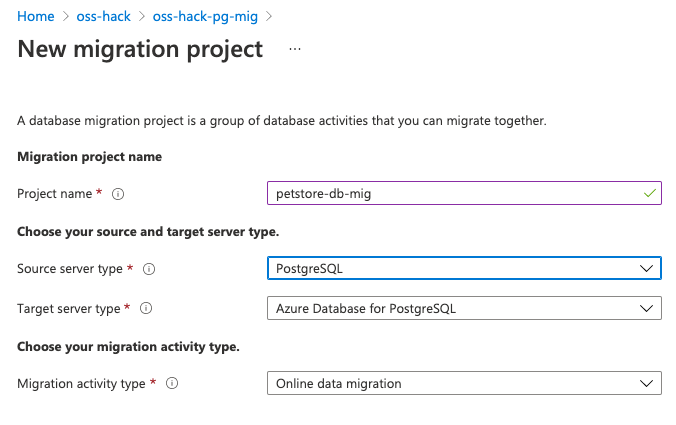 Home > oss-hack > oss-hack-pg-mig >
New migration project ...
A database migration project is a group of database activities that you can migrate together.
Migration project name
Project name * petstore-db-mig
Choose your source and target server type.
Source server type * PostgreSQL
Target server type * Azure Database for PostgreSQL
Choose your migration activity type.
Migration activity type * Online data migration